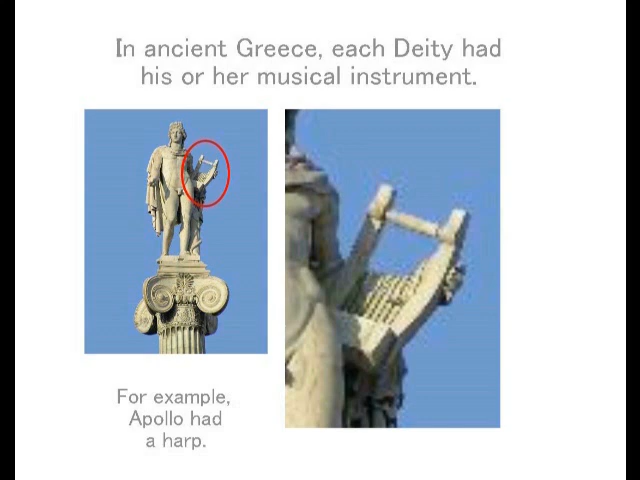 In ancient Greece, each Deity had
his or her musical instrument.
For example,
Apollo had
a harp.